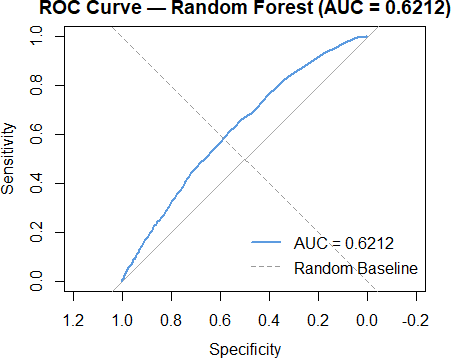 ROC Curve — Random Forest (AUC = 0.6212)
Sensitivity
1.0
0.8
0.6
0.4
0.2
0.0
AUC = 0.6212
Random Baseline
1.2 1.0 0.8 0.6 0.4 0.2 0.0 -0.2
Specificity